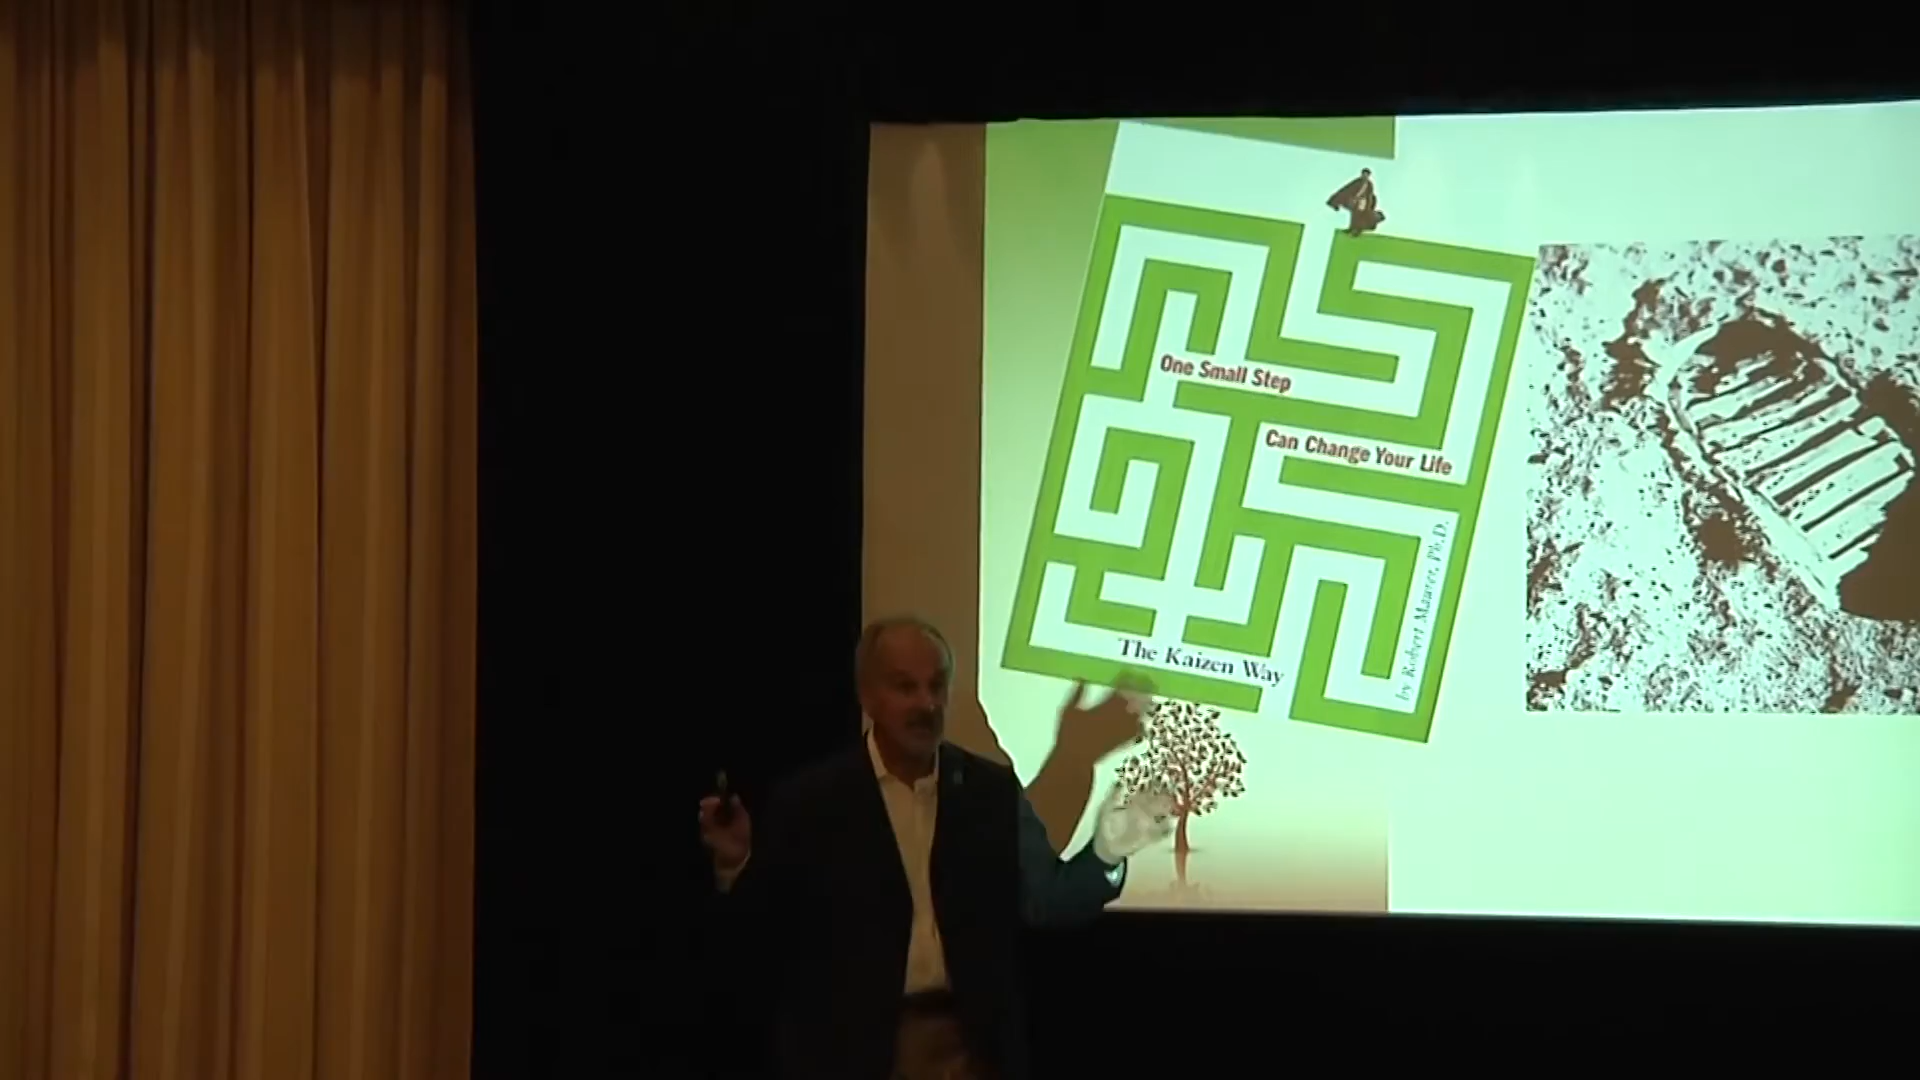 One Small Step
Can Change Your Life
by Robert Maurer, Ph.D.
The Kaizen Way